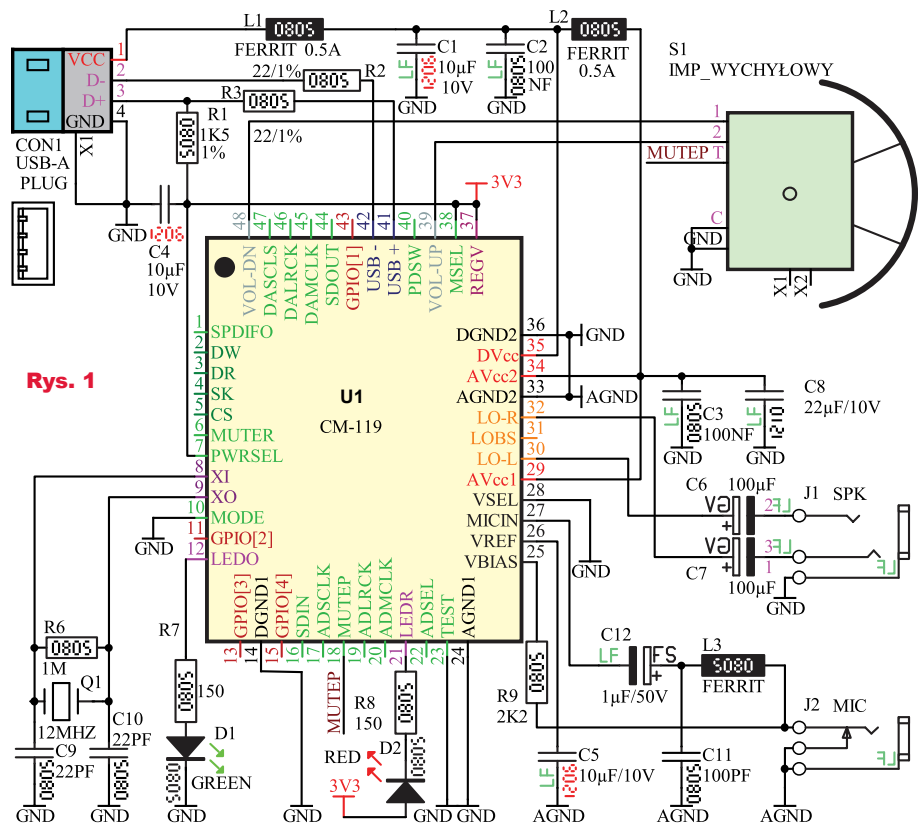 L1
0805
FERRIT 0.5A
L2
0805
FERRIT
0.5A
C1
LF
1206
10µF
10V
GND
C2
LF
0805
100
NF
GND
S1
IMP_WYCHYŁOWY
1
2
MUTEP T
C
GND
GND
X1
X2
VCC 1
D- 2
D+ 3
GND 4
X1
CON1
USB-A
PLUG
22/1%
0805
R2
R3
0805
22/1%
R1
0805
1K5
1%
GND
1206
C4
10µF
10V
3V3
48
47
46
45
44
43
42
41
40
39
38
37
VOL-DN
DASCLS
DALRCK
DAMCLK
SDOUT
GPIO[1]
USB -
USB +
PDSW
VOL-UP
MSEL
REGV
Rys. 1
U1
CM-119
1 SPDIFO
2 DW
3 DR
4 SK
5 CS
6 MUTER
7 PWRSEL
8 XI
9 XO
10 MODE
11 GPIO[2]
12 LEDO
DGND2 36
DVcc 35
AVcc2 34
AGND2 33
LO-R 32
LOBS 31
LO-L 30
AVcc1 29
VSEL 28
MICIN 27
VREF 26
VBIAS 25
GND
AGND
GPIO[3]
DGND1
GPIO[4]
SDIN
ADSCLK
MUTEP
ADLRCK
ADMCLK
LEDR
ADSEL
TEST
AGND1
13
14
15
16
17
18
19
20
21
22
23
24
LF
0805
C3
100NF
GND
LF
1210
C8
22µF/10V
GND
C6
100µF
VG
+
2
LF
J1
SPK
VG
+
3
LF
1
C7
100µF
LF
GND
GND
GND
R6
0805
1M
Q1
12MHZ
C9
22PF
0805
GND
C10
22PF
0805
GND
R7
0805
150
D1
0805
GREEN
GND
GND
MUTEP
R8
150
0805
RED
D2
0805
3V3
GND
GND
R9
2K2
0805
C12
LF
FS
+
1µF/50V
L3
0805
FERRIT
C5
LF
1206
10µF/10V
AGND
C11
0805
100PF
AGND
J2
MIC
LF
AGND